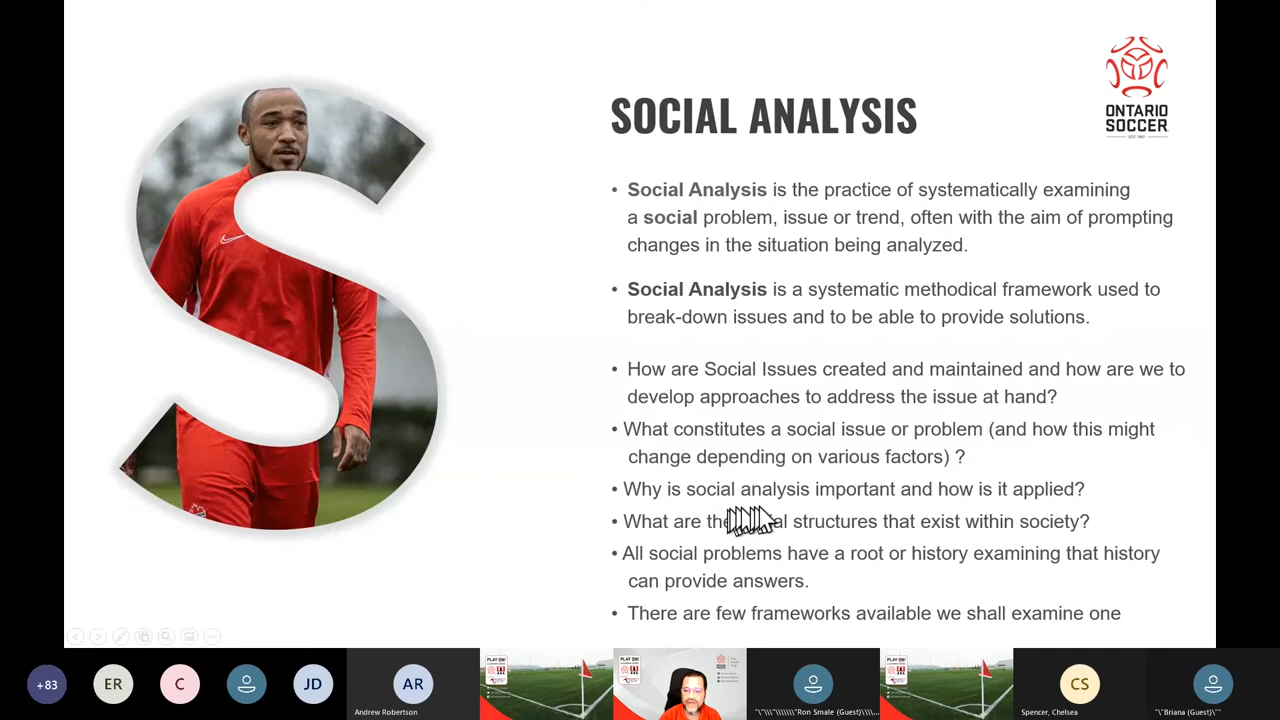 SOCIAL ANALYSIS
ONTARIO
SOCCER
• Social Analysis is the practice of systematically examining
a social problem, issue or trend, often with the aim of prompting
changes in the situation being analyzed.
• Social Analysis is a systematic methodical framework used to
break-down issues and to be able to provide solutions.
• How are Social Issues created and maintained and how are we to
develop approaches to address the issue at hand?
• What constitutes a social issue or problem (and how this might
change depending on various factors) ?
• Why is social analysis important and how is it applied?
• What are the structures that exist within society?
• All social problems have a root or history examining that history
can provide answers.
• There are few frameworks available we shall examine one
+83
ER
C
JD
AR
Andrew Robertson
PLAY ON!
PLAY ON!
"\"\\\"\\\\\\\"Ron Smale (Guest)\\\\...
PLAY ON!
CS
Spencer, Chelsea
"\"Briana (Guest)\""